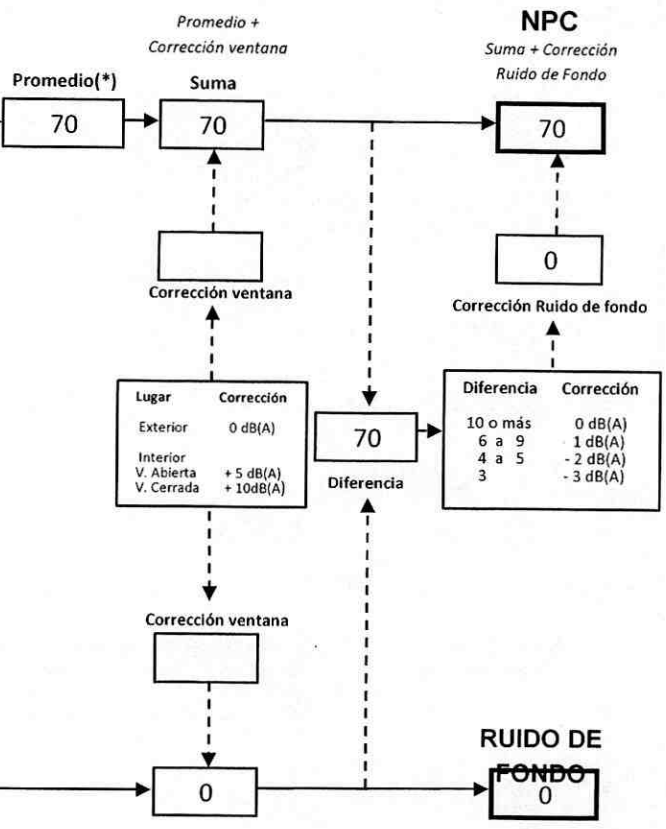 Promedio +
Corrección ventana
NPC
Suma + Corrección
Ruido de Fondo
Promedio(*)
Suma
70
70
70
0
Corrección ventana
Corrección Ruido de fondo
Lugar Corrección
Exterior 0 dB(A)
Interior
V. Abierta + 5 dB(A)
V. Cerrada + 10dB(A)
70
Diferencia
Diferencia Corrección
10 o más 0 dB(A)
6 a 9 - 1 dB(A)
4 a 5 - 2 dB(A)
3 - 3 dB(A)
Corrección ventana
RUIDO DE
FONDO
0
0